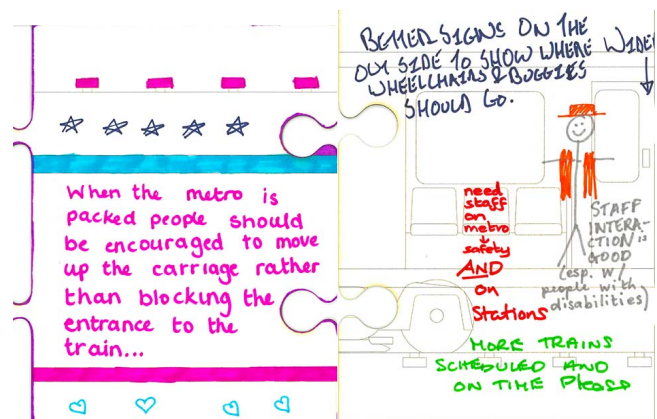 When the metro is
packed people should
be encouraged to move
up the carriage rather
than blocking the
entrance to the
train...
BETTER SIGNS ON THE
OUT SIDE TO SHOW WHERE
WHEELCHAIRS & BUGGIES
SHOULD GO.
need
staff
on
metro
safety
AND
on
Stations
STAFF
INTERA-
CTION is
GOOD
(esp. w/
people with
disabilities)
MORE TRAINS
SCHEDULED AND
ON TIME PLEASE